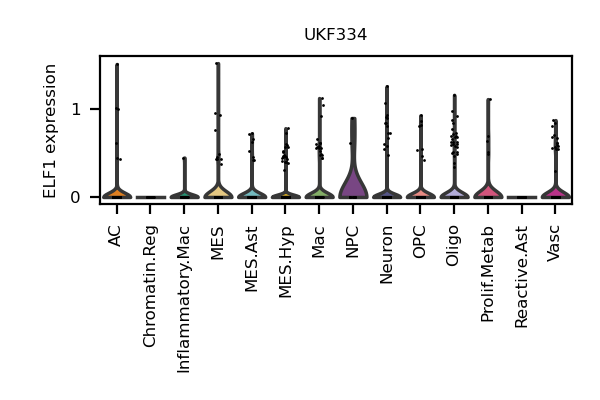 UKF334
ELF1 expression
1
0
AC
Chromatin.Reg
Inflammatory.Mac
MES
MES.Ast
MES.Hyp
Mac
NPC
Neuron
OPC
Oligo
Prolif.Metab
Reactive.Ast
Vasc